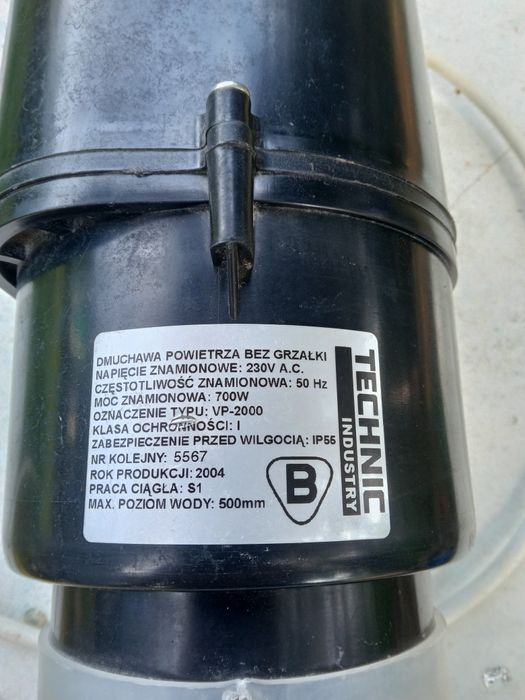 DMUCHAWA POWIETRZA BEZ GRZAŁKI
NAPIĘCIE ZNAMIONOWE: 230V A.C.
CZĘSTOTLIWOŚĆ ZNAMIONOWA: 50 Hz
MOC ZNAMIONOWA: 700W
OZNACZENIE TYPU: VP-2000
KLASA OCHRONNOŚCI: I
ZABEZPIECZENIE PRZED WILGOCIĄ: IP55
NR KOLEJNY: 5567
ROK PRODUKCJI: 2004
PRACA CIĄGŁA: S1
MAX. POZIOM WODY: 500mm
B
TECHNIC
INDUSTRY